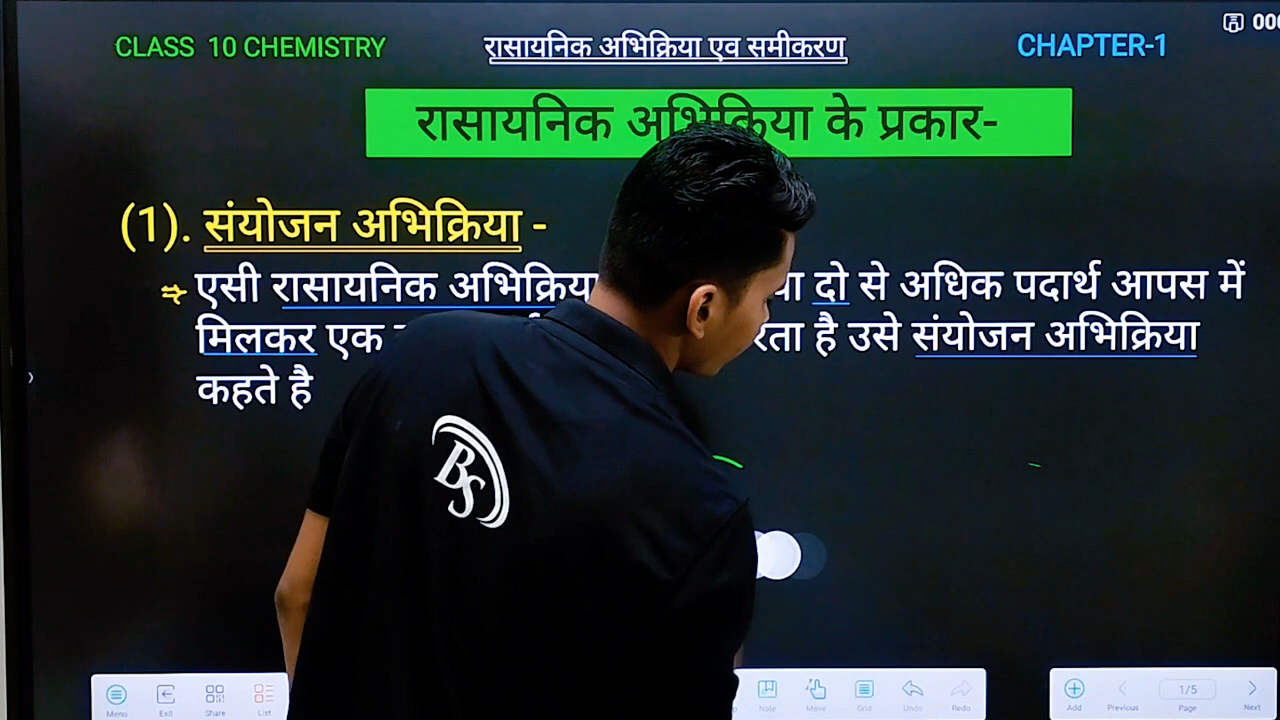 CLASS 10 CHEMISTRY
रासायनिक अभिक्रिया एव समीकरण
CHAPTER-1
000
रासायनिक अभिक्रिया के प्रकार-
(1). संयोजन अभिक्रिया -
⇒ एसी रासायनिक दो से अधिक पदार्थ आपस में
मिलकर एक है उसे संयोजन अभिक्रिया
कहते है
BS
Menu Exit Share List Note Move Grid Undo Redo Add Previous 1/5 Page Next